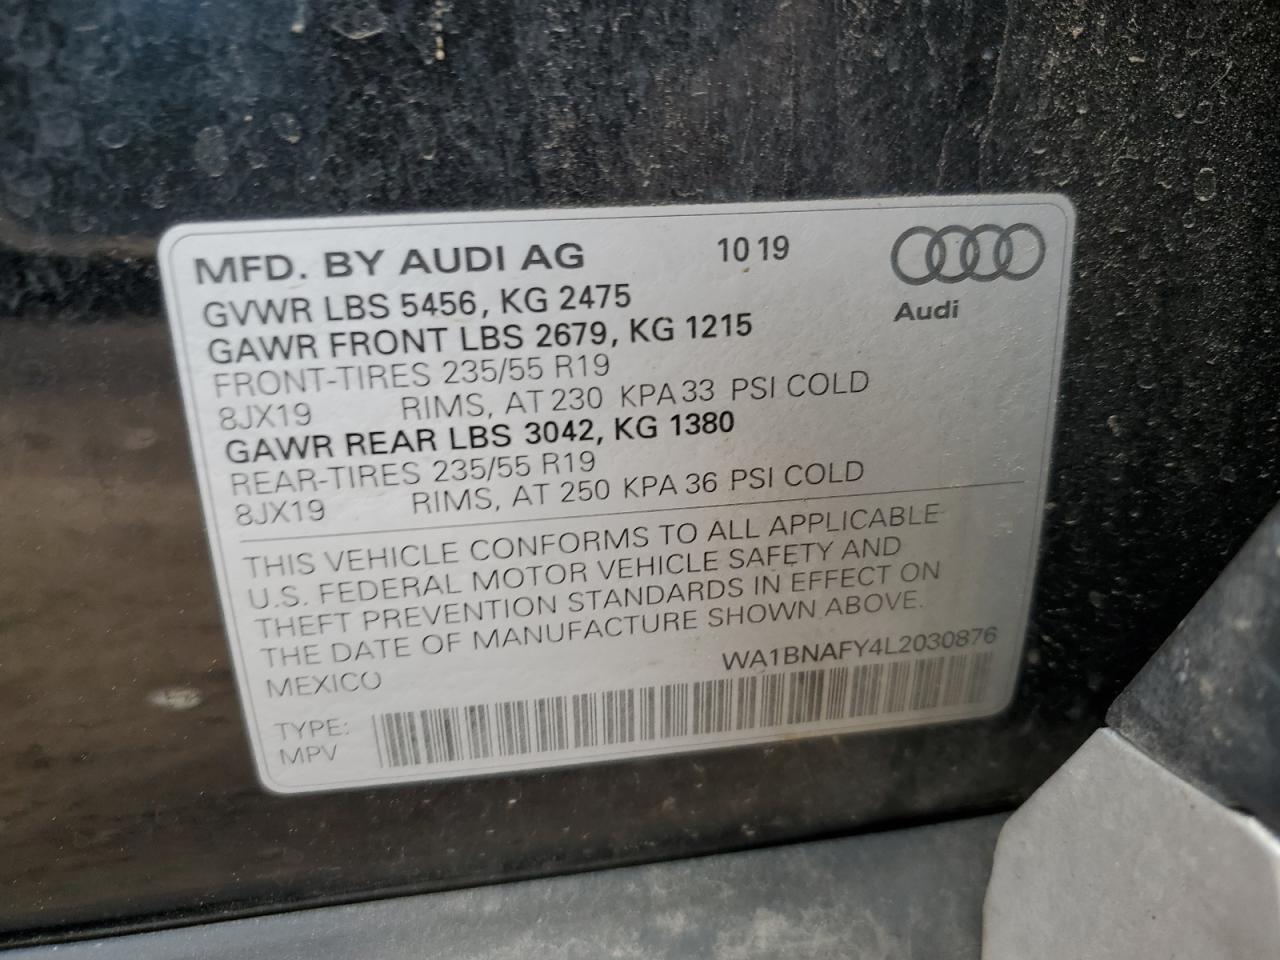 MFD. BY AUDI AG 10 19
Audi
GVWR LBS 5456, KG 2475
GAWR FRONT LBS 2679, KG 1215
FRONT-TIRES 235/55 R19
8JX19 RIMS, AT 230 KPA 33 PSI COLD
GAWR REAR LBS 3042, KG 1380
REAR-TIRES 235/55 R19
8JX19 RIMS, AT 250 KPA 36 PSI COLD
THIS VEHICLE CONFORMS TO ALL APPLICABLE
U.S. FEDERAL MOTOR VEHICLE SAFETY AND
THEFT PREVENTION STANDARDS IN EFFECT ON
THE DATE OF MANUFACTURE SHOWN ABOVE.
MEXICO WA1BNAFY4L2030876
TYPE:
MPV